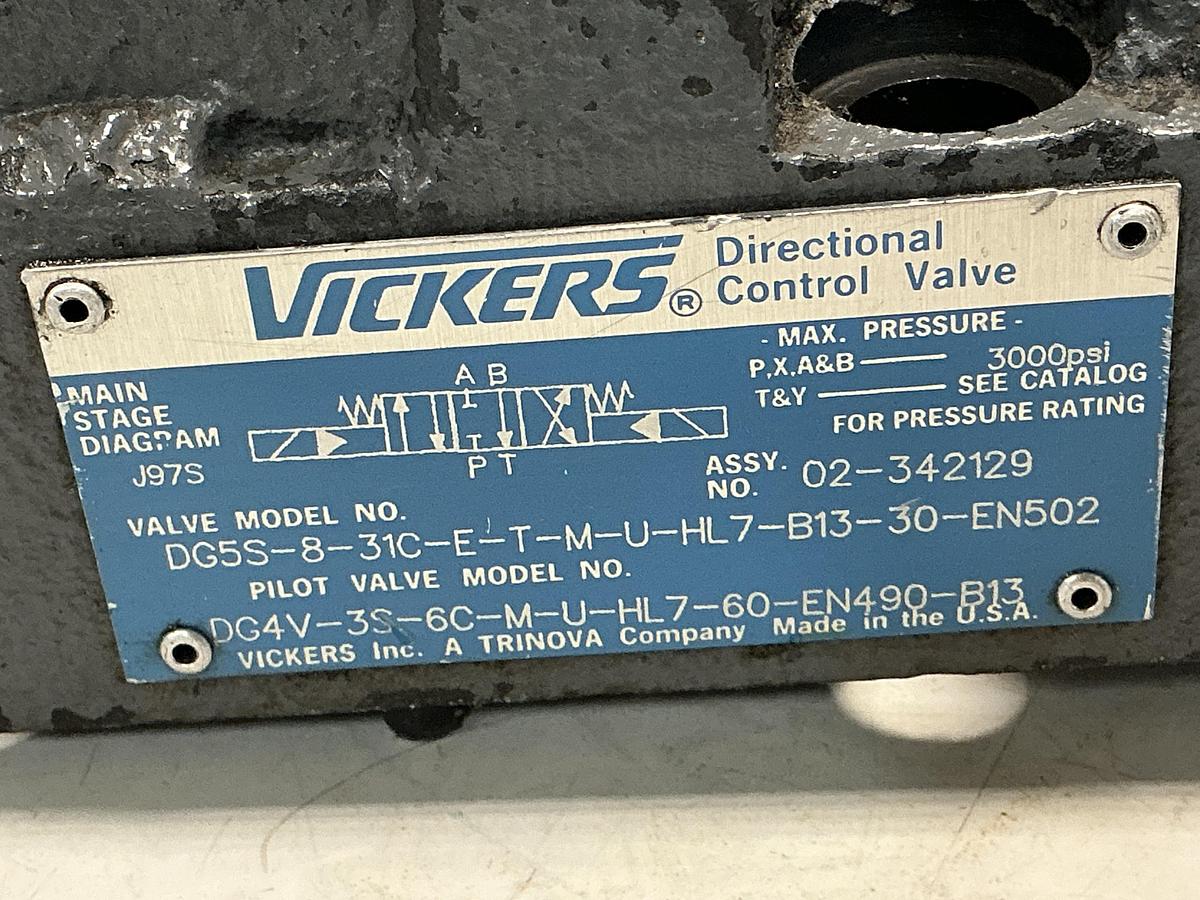 VICKERS® Directional
Control Valve
- MAX. PRESSURE -
P,X,A&B 3000psi
T&Y SEE CATALOG
FOR PRESSURE RATING
MAIN
STAGE
DIAGRAM
J97S
A B
P T
ASSY.
NO. 02-342129
VALVE MODEL NO.
DG5S-8-31C-E-T-M-U-HL7-B13-30-EN502
PILOT VALVE MODEL NO.
DG4V-3S-6C-M-U-HL7-60-EN490-B13
VICKERS Inc. A TRINOVA Company Made in the U.S.A.